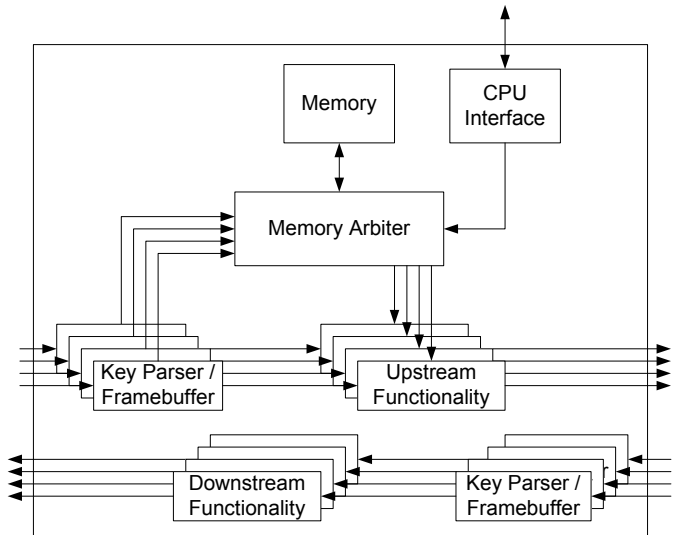 Memory
CPU
Interface
Memory Arbiter
Key Parser /
Framebuffer
Upstream
Functionality
Downstream
Functionality
Key Parser /
Framebuffer